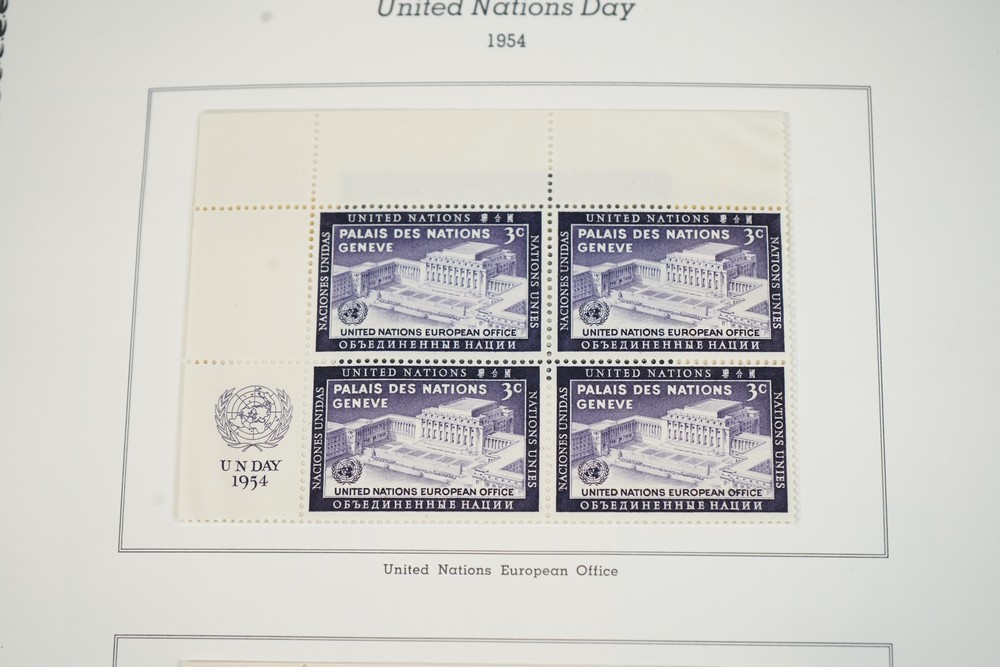 United Nations Day
1954
UNITED NATIONS 聯合國
PALAIS DES NATIONS 3c
GENEVE
NACIONES UNIDAS
NATIONS UNIES
UNITED NATIONS EUROPEAN OFFICE
ОБЪЕДИНЕННЫЕ НАЦИИ
UNITED NATIONS 聯合國
PALAIS DES NATIONS 3c
GENEVE
NACIONES UNIDAS
NATIONS UNIES
UNITED NATIONS EUROPEAN OFFICE
ОБЪЕДИНЕННЫЕ НАЦИИ
UN DAY
1954
UNITED NATIONS 聯合國
PALAIS DES NATIONS 3c
GENEVE
NACIONES UNIDAS
NATIONS UNIES
UNITED NATIONS EUROPEAN OFFICE
ОБЪЕДИНЕННЫЕ НАЦИИ
UNITED NATIONS 聯合國
PALAIS DES NATIONS 3c
GENEVE
NACIONES UNIDAS
NATIONS UNIES
UNITED NATIONS EUROPEAN OFFICE
ОБЪЕДИНЕННЫЕ НАЦИИ
United Nations European Office